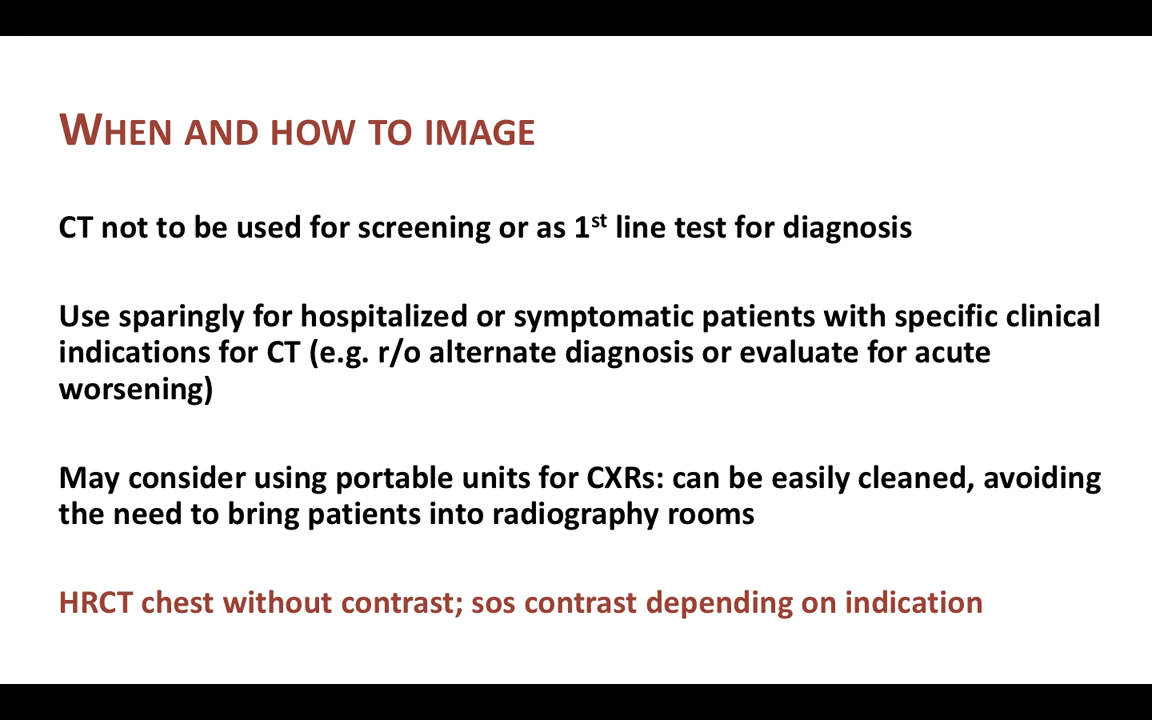 WHEN AND HOW TO IMAGE
CT not to be used for screening or as 1st line test for diagnosis
Use sparingly for hospitalized or symptomatic patients with specific clinical
indications for CT (e.g. r/o alternate diagnosis or evaluate for acute
worsening)
May consider using portable units for CXRs: can be easily cleaned, avoiding
the need to bring patients into radiography rooms
HRCT chest without contrast; sos contrast depending on indication